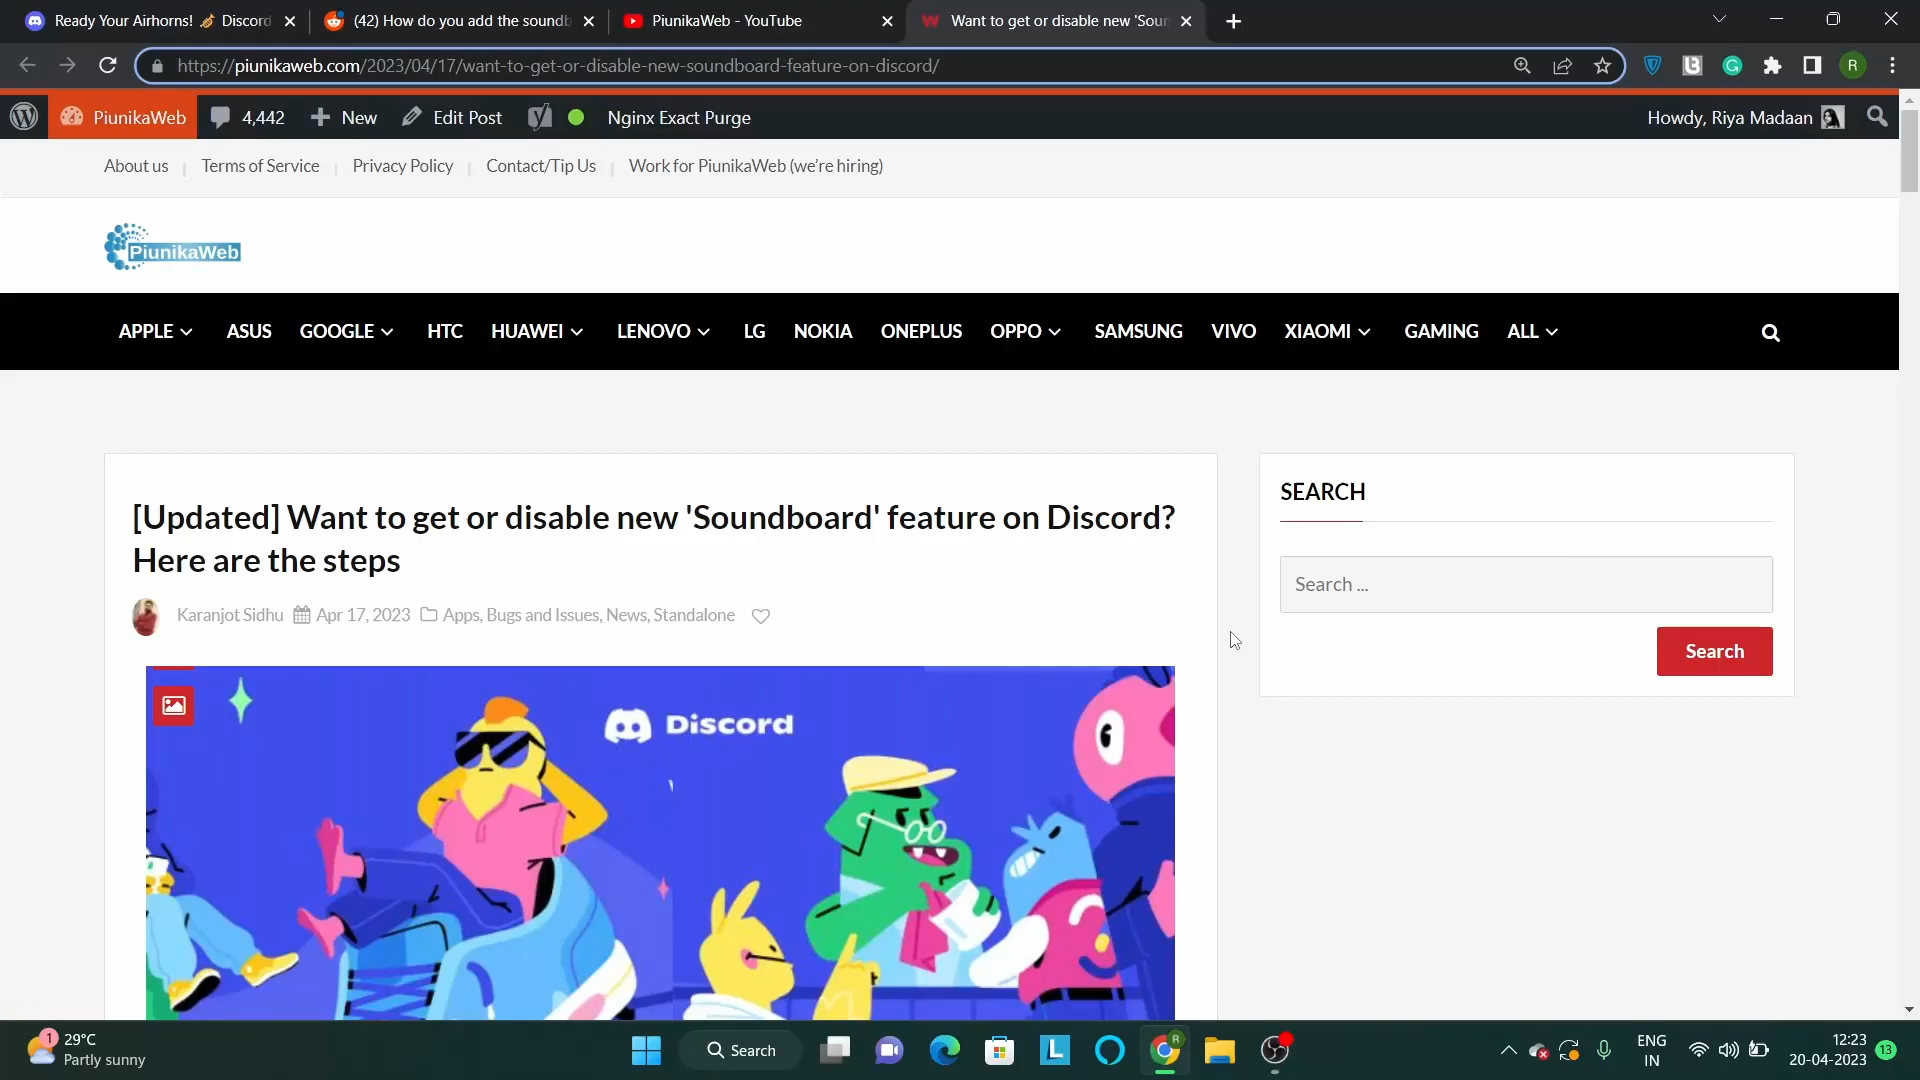 Ready Your Airhorns! 🎺 Discord
(42) How do you add the soundb
PiunikaWeb - YouTube
Want to get or disable new 'Soun
https://piunikaweb.com/2023/04/17/want-to-get-or-disable-new-soundboard-feature-on-discord/
R
PiunikaWeb
4,442
New
Edit Post
Nginx Exact Purge
Howdy, Riya Madaan
About us
Terms of Service
Privacy Policy
Contact/Tip Us
Work for PiunikaWeb (we’re hiring)
PiunikaWeb
APPLE
ASUS
GOOGLE
HTC
HUAWEI
LENOVO
LG
NOKIA
ONEPLUS
OPPO
SAMSUNG
VIVO
XIAOMI
GAMING
ALL
[Updated] Want to get or disable new 'Soundboard' feature on Discord?
Here are the steps
Karanjot Sidhu
Apr 17, 2023
Apps, Bugs and Issues, News, Standalone
SEARCH
Search ...
Search
Discord
1
29°C
Partly sunny
Search
L
R
ENG
IN
12:23
20-04-2023
13